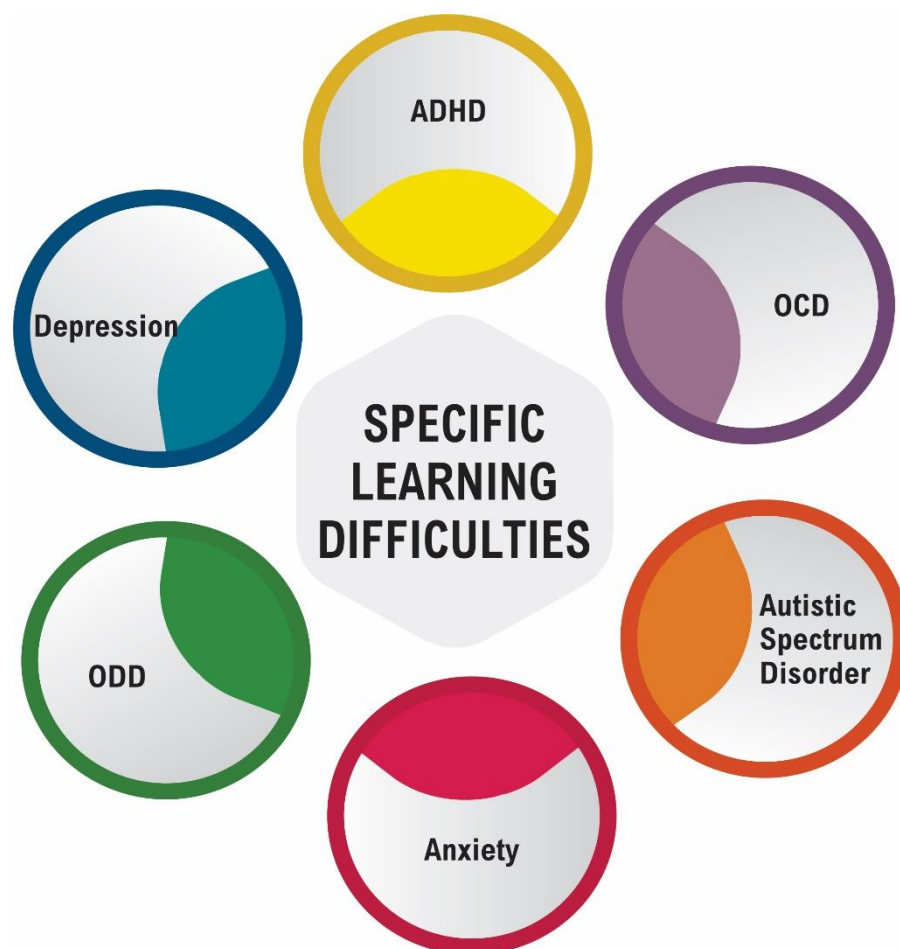 ADHD
OCD
Depression
SPECIFIC
LEARNING
DIFFICULTIES
Autistic
Spectrum
Disorder
ODD
Anxiety